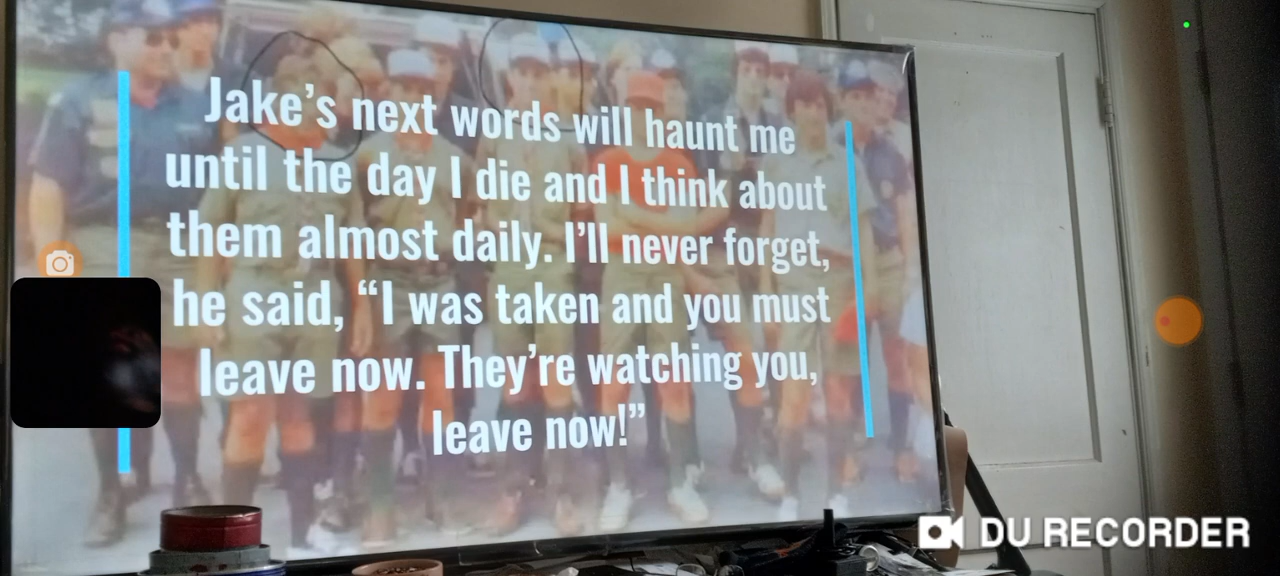 Jake’s next words will haunt me
until the day I die and I think about
them almost daily. I’ll never forget,
he said, “I was taken and you must
leave now. They’re watching you,
leave now!”
DU RECORDER